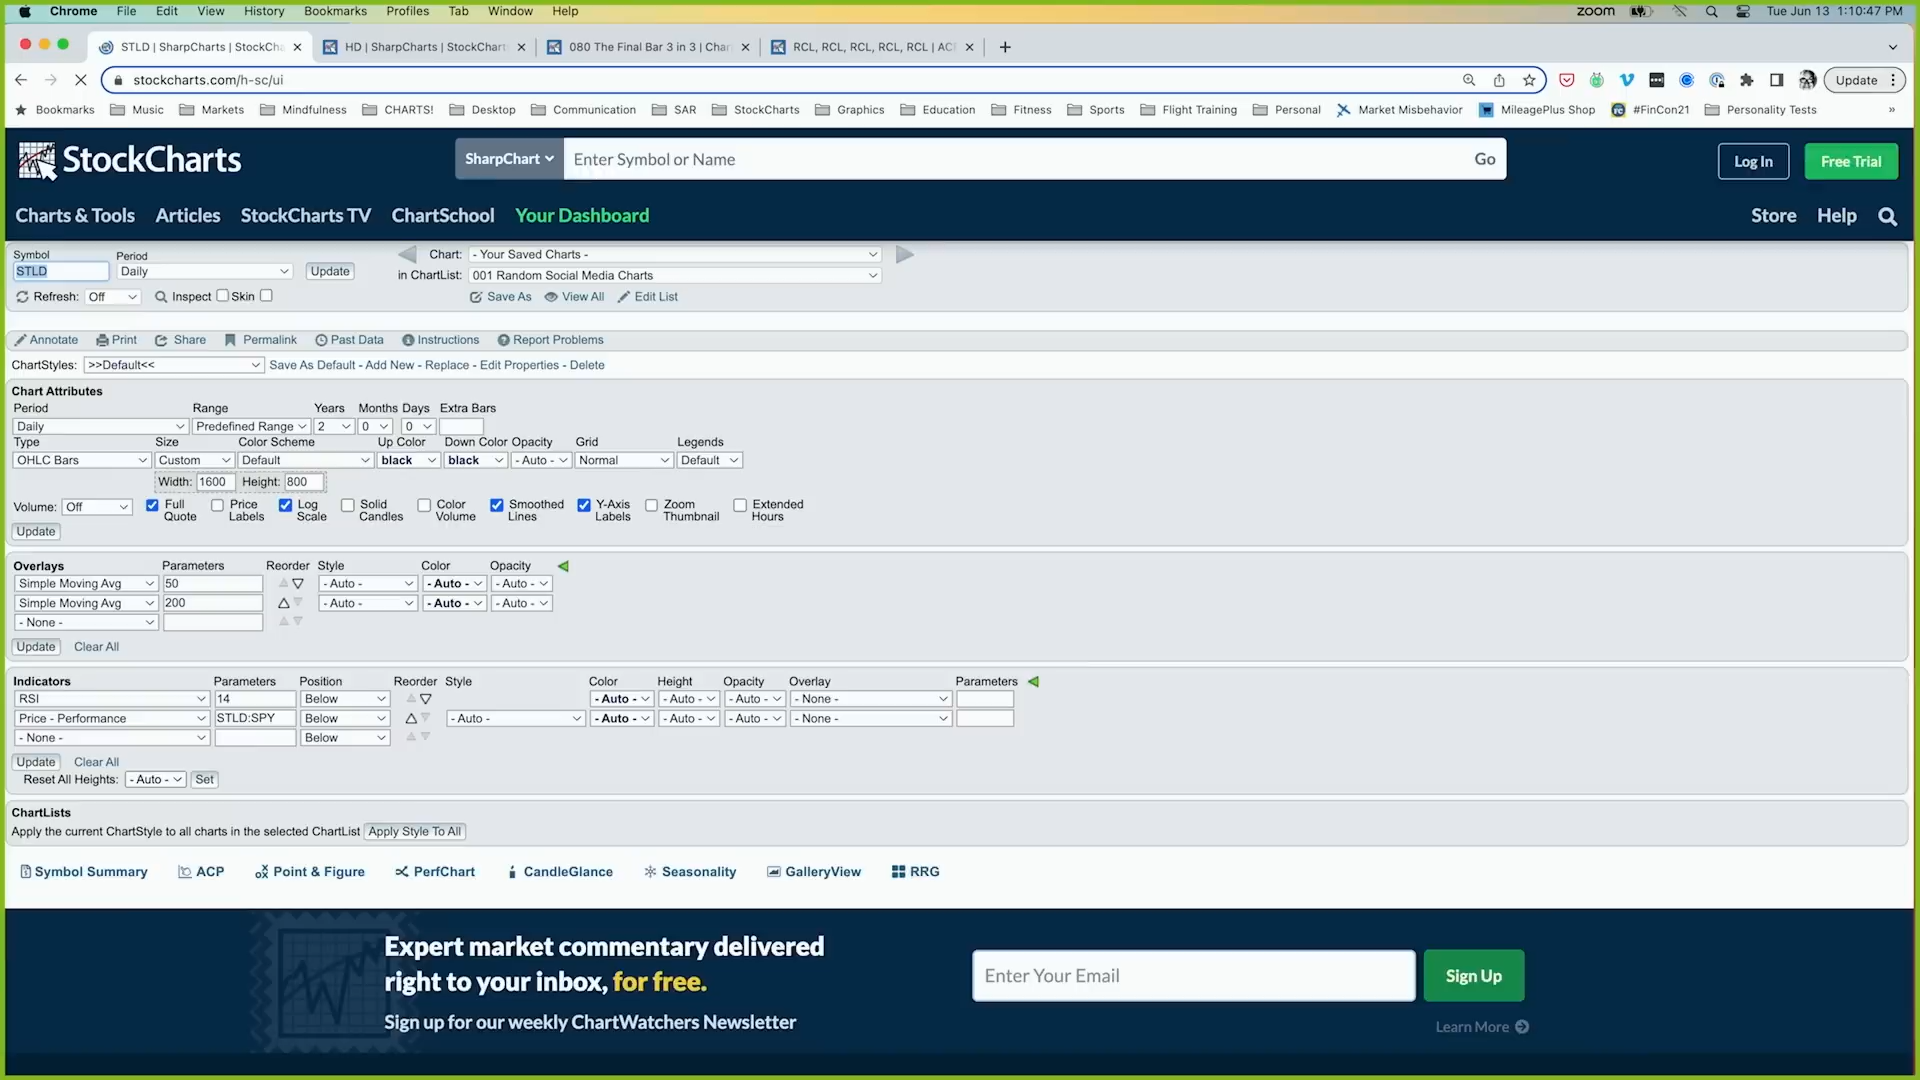 Chrome File Edit View History Bookmarks Profiles Tab Window Help zoom Tue Jun 13 1:10:47 PM
STLD | SharpCharts | StockCha HD | SharpCharts | StockChart 080 The Final Bar 3 in 3 | Char RCL, RCL, RCL, RCL, RCL | AC
stockcharts.com/h-sc/ui Update
Bookmarks Music Markets Mindfulness CHARTS! Desktop Communication SAR StockCharts Graphics Education Fitness Sports Flight Training Personal Market Misbehavior MileagePlus Shop #FinCon21 Personality Tests »
StockCharts SharpChart Enter Symbol or Name Go Log In Free Trial
Charts & Tools Articles StockCharts TV ChartSchool Your Dashboard Store Help
Symbol Period Chart: - Your Saved Charts -
STLD Daily Update in ChartList: 001 Random Social Media Charts
Refresh: Off Inspect Skin Save As View All Edit List
Annotate Print Share Permalink Past Data Instructions Report Problems
ChartStyles: >>Default<< Save As Default - Add New - Replace - Edit Properties - Delete
Chart Attributes
Period Range Years Months Days Extra Bars
Daily Predefined Range 2 0 0
Type Size Color Scheme Up Color Down Color Opacity Grid Legends
OHLC Bars Custom Default black black - Auto - Normal Default
Width: 1600 Height: 800
Volume: Off Full Quote Price Labels Log Scale Solid Candles Color Volume Smoothed Lines Y-Axis Labels Zoom Thumbnail Extended Hours
Update
Overlays Parameters Reorder Style Color Opacity
Simple Moving Avg 50 - Auto - - Auto - - Auto -
Simple Moving Avg 200 - Auto - - Auto - - Auto -
- None -
Update Clear All
Indicators Parameters Position Reorder Style Color Height Opacity Overlay Parameters
RSI 14 Below - Auto - - Auto - - Auto - - None -
Price - Performance STLD:SPY Below - Auto - - Auto - - Auto - - Auto - - None -
- None - Below
Update Clear All
Reset All Heights: - Auto - Set
ChartLists
Apply the current ChartStyle to all charts in the selected ChartList Apply Style To All
Symbol Summary ACP Point & Figure PerfChart CandleGlance Seasonality GalleryView RRG
Expert market commentary delivered
right to your inbox, for free.
Enter Your Email Sign Up
Sign up for our weekly ChartWatchers Newsletter
Learn More